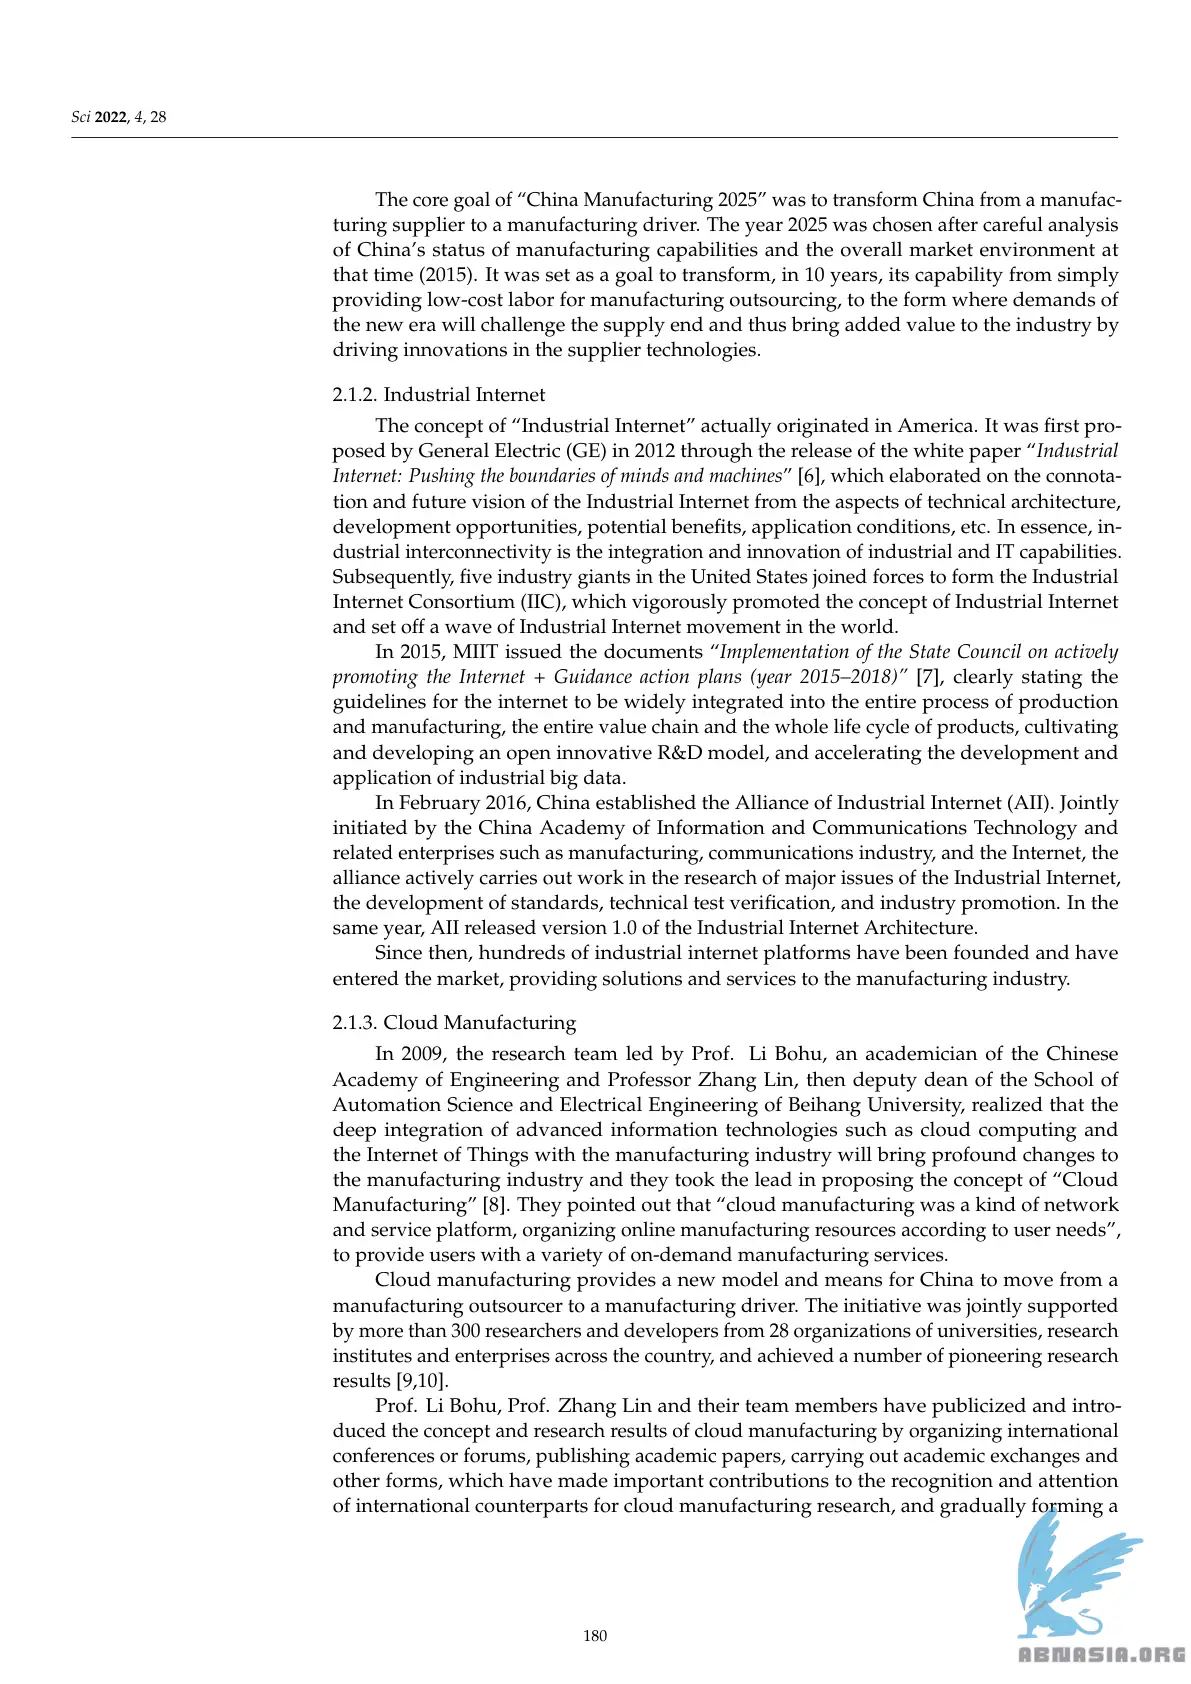 Sci 2022, 4, 28
The core goal of “China Manufacturing 2025” was to transform China from a manufac-
turing supplier to a manufacturing driver. The year 2025 was chosen after careful analysis
of China’s status of manufacturing capabilities and the overall market environment at
that time (2015). It was set as a goal to transform, in 10 years, its capability from simply
providing low-cost labor for manufacturing outsourcing, to the form where demands of
the new era will challenge the supply end and thus bring added value to the industry by
driving innovations in the supplier technologies.
2.1.2. Industrial Internet
The concept of “Industrial Internet” actually originated in America. It was first pro-
posed by General Electric (GE) in 2012 through the release of the white paper “Industrial
Internet: Pushing the boundaries of minds and machines” [6], which elaborated on the connota-
tion and future vision of the Industrial Internet from the aspects of technical architecture,
development opportunities, potential benefits, application conditions, etc. In essence, in-
dustrial interconnectivity is the integration and innovation of industrial and IT capabilities.
Subsequently, five industry giants in the United States joined forces to form the Industrial
Internet Consortium (IIC), which vigorously promoted the concept of Industrial Internet
and set off a wave of Industrial Internet movement in the world.
In 2015, MIIT issued the documents “Implementation of the State Council on actively
promoting the Internet + Guidance action plans (year 2015–2018)” [7], clearly stating the
guidelines for the internet to be widely integrated into the entire process of production
and manufacturing, the entire value chain and the whole life cycle of products, cultivating
and developing an open innovative R&D model, and accelerating the development and
application of industrial big data.
In February 2016, China established the Alliance of Industrial Internet (AII). Jointly
initiated by the China Academy of Information and Communications Technology and
related enterprises such as manufacturing, communications industry, and the Internet, the
alliance actively carries out work in the research of major issues of the Industrial Internet,
the development of standards, technical test verification, and industry promotion. In the
same year, AII released version 1.0 of the Industrial Internet Architecture.
Since then, hundreds of industrial internet platforms have been founded and have
entered the market, providing solutions and services to the manufacturing industry.
2.1.3. Cloud Manufacturing
In 2009, the research team led by Prof. Li Bohu, an academician of the Chinese
Academy of Engineering and Professor Zhang Lin, then deputy dean of the School of
Automation Science and Electrical Engineering of Beihang University, realized that the
deep integration of advanced information technologies such as cloud computing and
the Internet of Things with the manufacturing industry will bring profound changes to
the manufacturing industry and they took the lead in proposing the concept of “Cloud
Manufacturing” [8]. They pointed out that “cloud manufacturing was a kind of network
and service platform, organizing online manufacturing resources according to user needs”,
to provide users with a variety of on-demand manufacturing services.
Cloud manufacturing provides a new model and means for China to move from a
manufacturing outsourcer to a manufacturing driver. The initiative was jointly supported
by more than 300 researchers and developers from 28 organizations of universities, research
institutes and enterprises across the country, and achieved a number of pioneering research
results [9,10].
Prof. Li Bohu, Prof. Zhang Lin and their team members have publicized and intro-
duced the concept and research results of cloud manufacturing by organizing international
conferences or forums, publishing academic papers, carrying out academic exchanges and
other forms, which have made important contributions to the recognition and attention
of international counterparts for cloud manufacturing research, and gradually forming a
180
ABNASIA.ORG